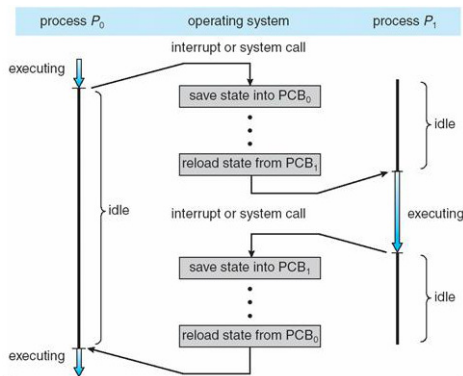 process P0 operating system process P1
interrupt or system call
executing
save state into PCB0
idle
reload state from PCB1
idle
interrupt or system call
executing
save state into PCB1
idle
reload state from PCB0
executing